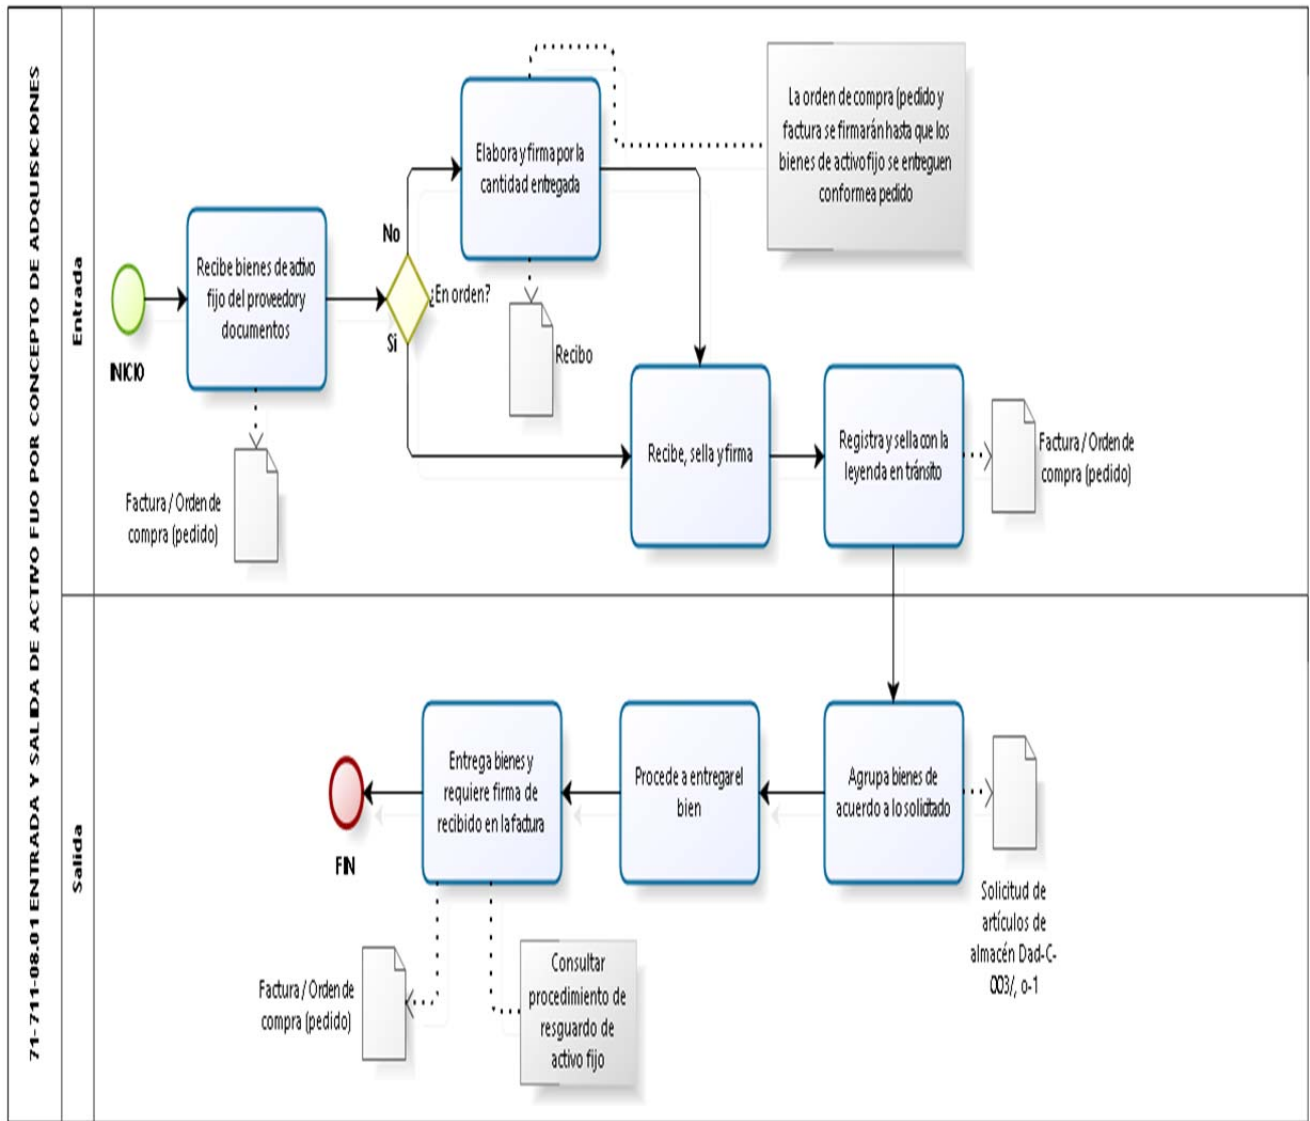 71-711-08.01 ENTRADA Y SALIDA DE ACTIVO FIJO POR CONCEPTO DE ADQUISICIONES
Entrada
INICIO
Recibe bienes de activo
fijo del proveedor y
documentos
Factura / Orden de
compra (pedido)
No
¿En orden?
Si
Elabora y firma por la
cantidad entregada
Recibo
La orden de compra (pedido y
factura se firmarán hasta que los
bienes de activo fijo se entreguen
conforme a pedido
Recibe, sella y firma
Registra y sella con la
leyenda en tránsito
Factura / Orden de
compra (pedido)
Salida
Agrupa bienes de
acuerdo a lo solicitado
Solicitud de
artículos de
almacén Dad-C-
003/, o-1
Procede a entregar el
bien
Entrega bienes y
requiere firma de
recibido en la factura
FIN
Factura / Orden de
compra (pedido)
Consultar
procedimiento de
resguardo de
activo fijo